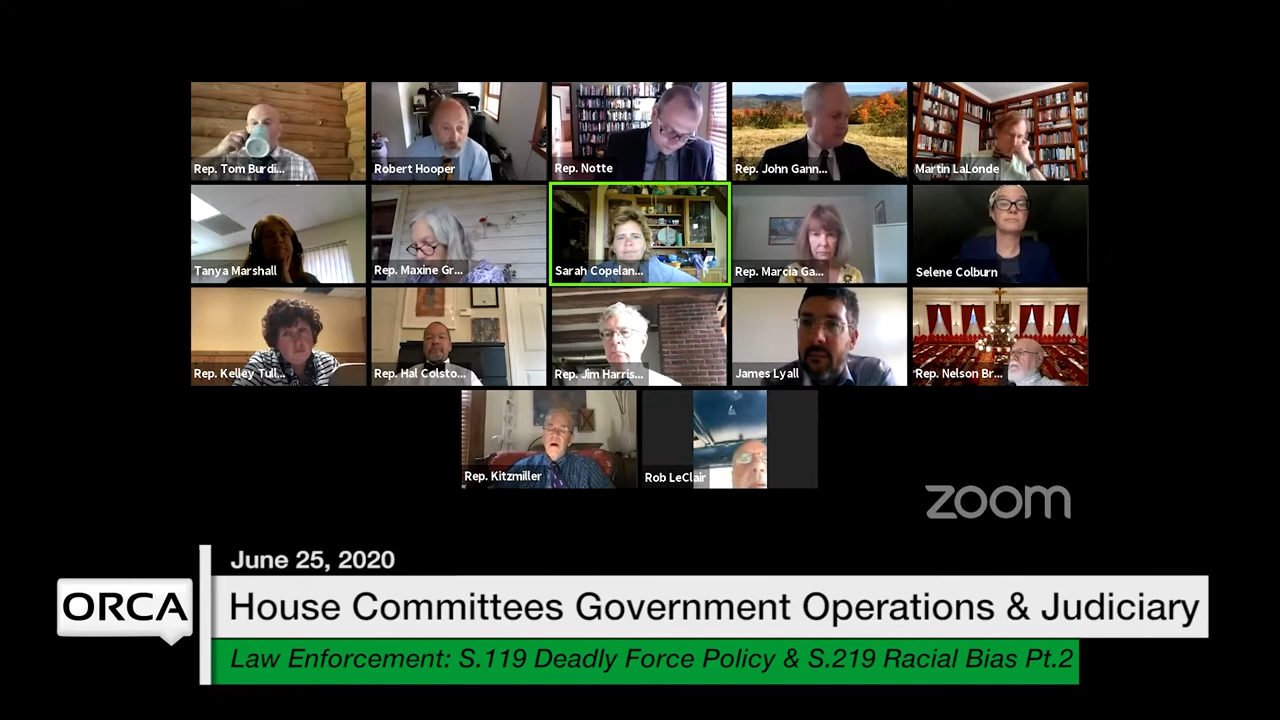 Rep. Tom Burdi...
Robert Hooper
Rep. Notte
Rep. John Gann...
Martin LaLonde
Tanya Marshall
Rep. Maxine Gr...
Sarah Copelan...
Rep. Marcia Ga...
Selene Colburn
Rep. Kelley Tull...
Rep. Hal Colsto...
Rep. Jim Harris...
James Lyall
Rep. Nelson Br...
Rep. Kitzmiller
Rob LeClair
zoom
June 25, 2020
ORCA
House Committees Government Operations & Judiciary
Law Enforcement: S.119 Deadly Force Policy & S.219 Racial Bias Pt.2